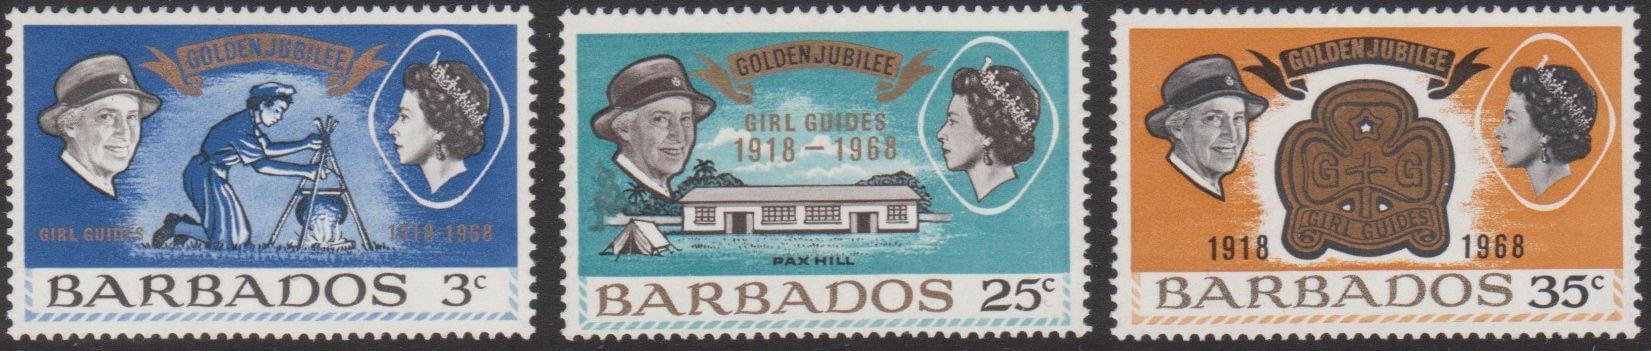 GOLDEN JUBILEE
GIRL GUIDES 1918-1968
BARBADOS 3c
GOLDEN JUBILEE
GIRL GUIDES
1918-1968
PAX HILL
BARBADOS 25c
GOLDEN JUBILEE
G G
GIRL GUIDES
1918 1968
BARBADOS 35c